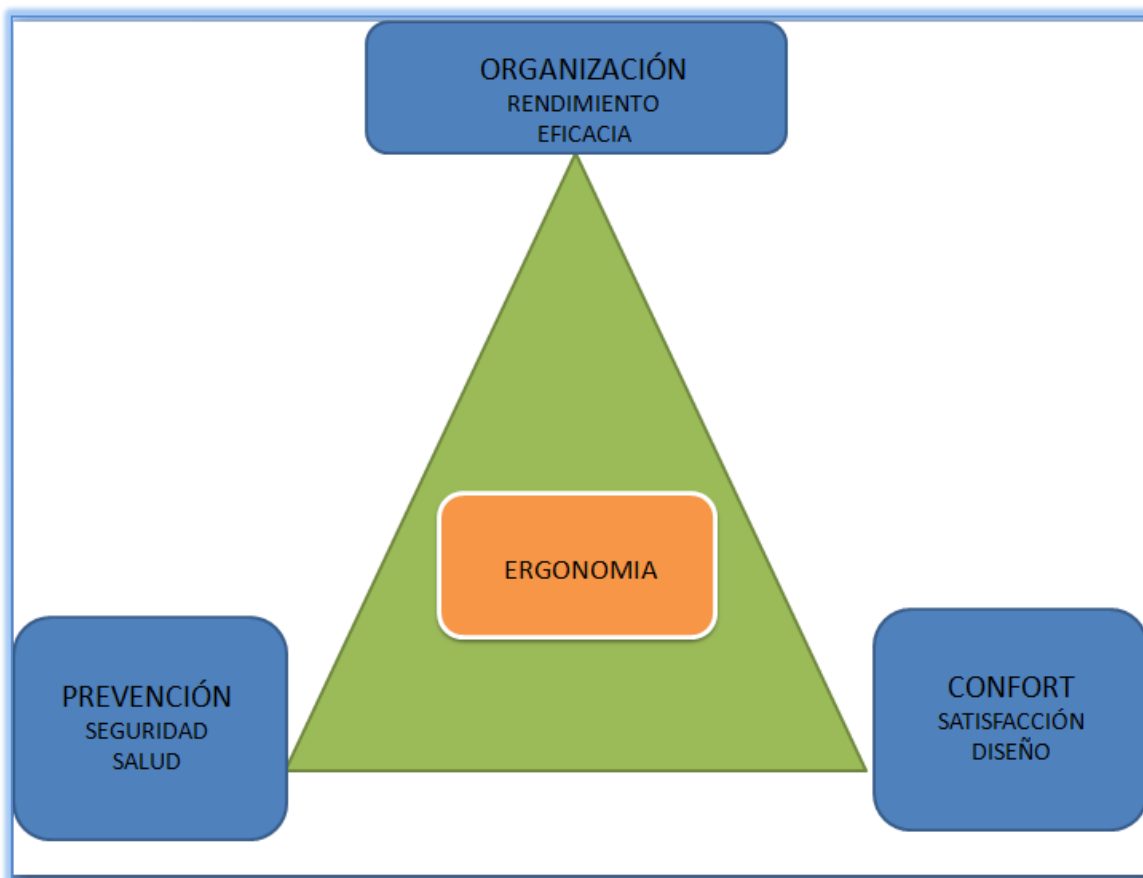 ORGANIZACIÓN
RENDIMIENTO
EFICACIA
ERGONOMIA
PREVENCIÓN
SEGURIDAD
SALUD
CONFORT
SATISFACCIÓN
DISEÑO